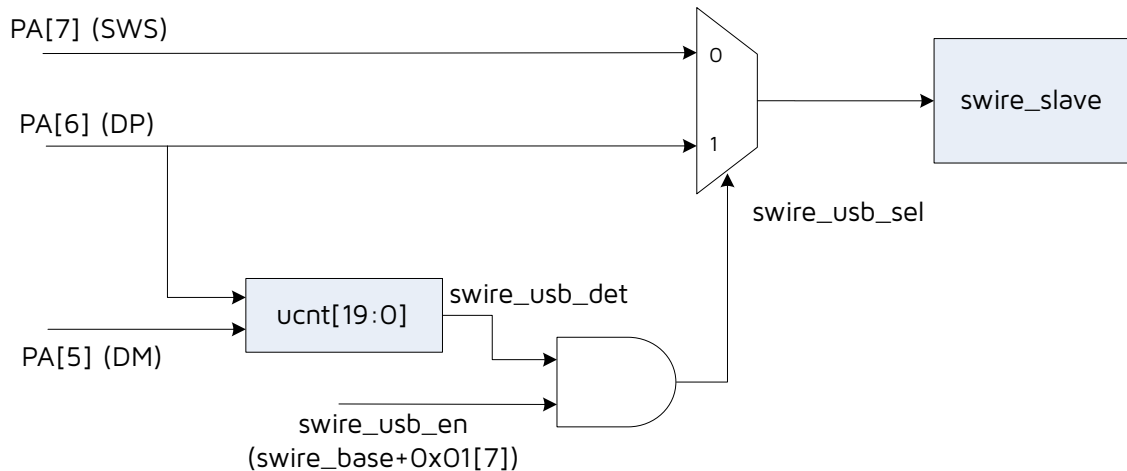 PA[7] (SWS)
0
swire_slave
PA[6] (DP)
1
swire_usb_sel
swire_usb_det
ucnt[19:0]
PA[5] (DM)
swire_usb_en
(swire_base+0x01[7])